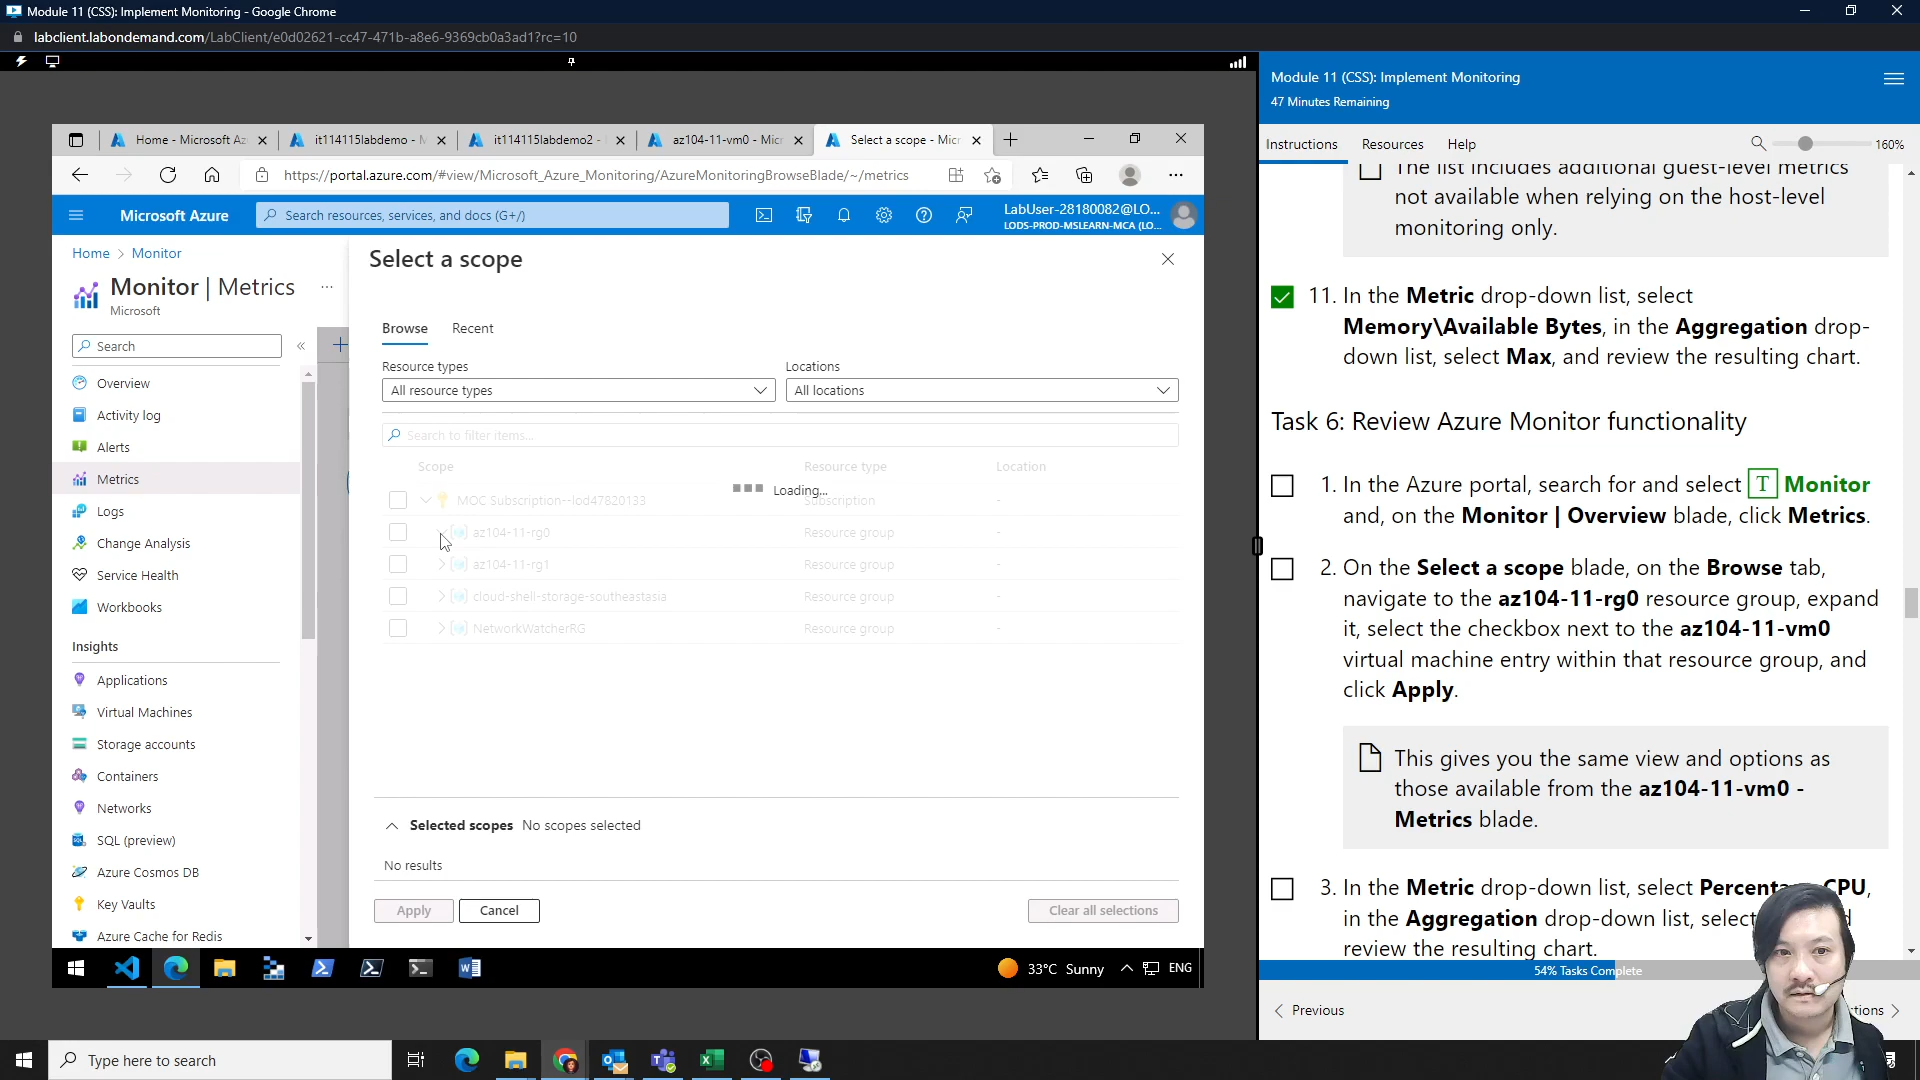 Module 11 (CSS): Implement Monitoring - Google Chrome
labclient.labondemand.com/LabClient/e0d02621-cc47-471b-a8e6-9369cb0a3ad1?rc=10
Home - Microsoft Az
it114115labdemo - M
it114115labdemo2 -
az104-11-vm0 - Micr
Select a scope - Micr
https://portal.azure.com/#view/Microsoft_Azure_Monitoring/AzureMonitoringBrowseBlade/~/metrics
Microsoft Azure
Search resources, services, and docs (G+/)
LabUser-28180082@LO...
LODS-PROD-MSLEARN-MCA (LO...
Home > Monitor
Monitor | Metrics
...
Microsoft
Search
Overview
Activity log
Alerts
Metrics
Logs
Change Analysis
Service Health
Workbooks
Insights
Applications
Virtual Machines
Storage accounts
Containers
Networks
SQL (preview)
Azure Cosmos DB
Key Vaults
Azure Cache for Redis
Select a scope
Browse
Recent
Resource types
Locations
All resource types
All locations
Search to filter items...
Scope
Resource type
Location
Loading...
MOC Subscription--lod47820133
Subscription
-
az104-11-rg0
Resource group
-
az104-11-rg1
Resource group
-
cloud-shell-storage-southeastasia
Resource group
-
NetworkWatcherRG
Resource group
-
Selected scopes No scopes selected
No results
Apply
Cancel
Clear all selections
33°C Sunny
ENG
Module 11 (CSS): Implement Monitoring
47 Minutes Remaining
Instructions
Resources
Help
160%
The list includes additional guest-level metrics
not available when relying on the host-level
monitoring only.
11. In the Metric drop-down list, select
Memory\Available Bytes, in the Aggregation drop-
down list, select Max, and review the resulting chart.
Task 6: Review Azure Monitor functionality
1. In the Azure portal, search for and select T Monitor
and, on the Monitor | Overview blade, click Metrics.
2. On the Select a scope blade, on the Browse tab,
navigate to the az104-11-rg0 resource group, expand
it, select the checkbox next to the az104-11-vm0
virtual machine entry within that resource group, and
click Apply.
This gives you the same view and options as
those available from the az104-11-vm0 -
Metrics blade.
3. In the Metric drop-down list, select CPU,
in the Aggregation drop-down list, select
review the resulting chart.
54% Tasks Complete
< Previous
Type here to search